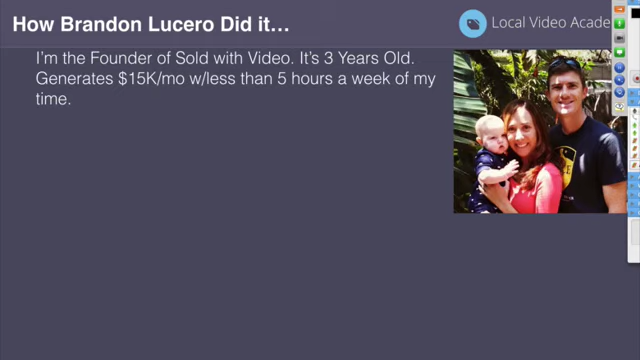 How Brandon Lucero Did it...
Local Video Acade
I'm the Founder of Sold with Video. It's 3 Years Old.
Generates $15K/mo w/less than 5 hours a week of my
time.